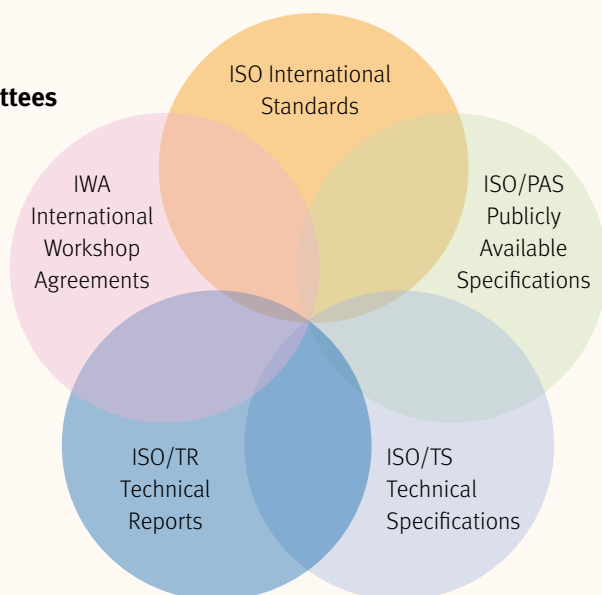 ttees
ISO International
Standards
IWA
International
Workshop
Agreements
ISO/PAS
Publicly
Available
Specifications
ISO/TR
Technical
Reports
ISO/TS
Technical
Specifications